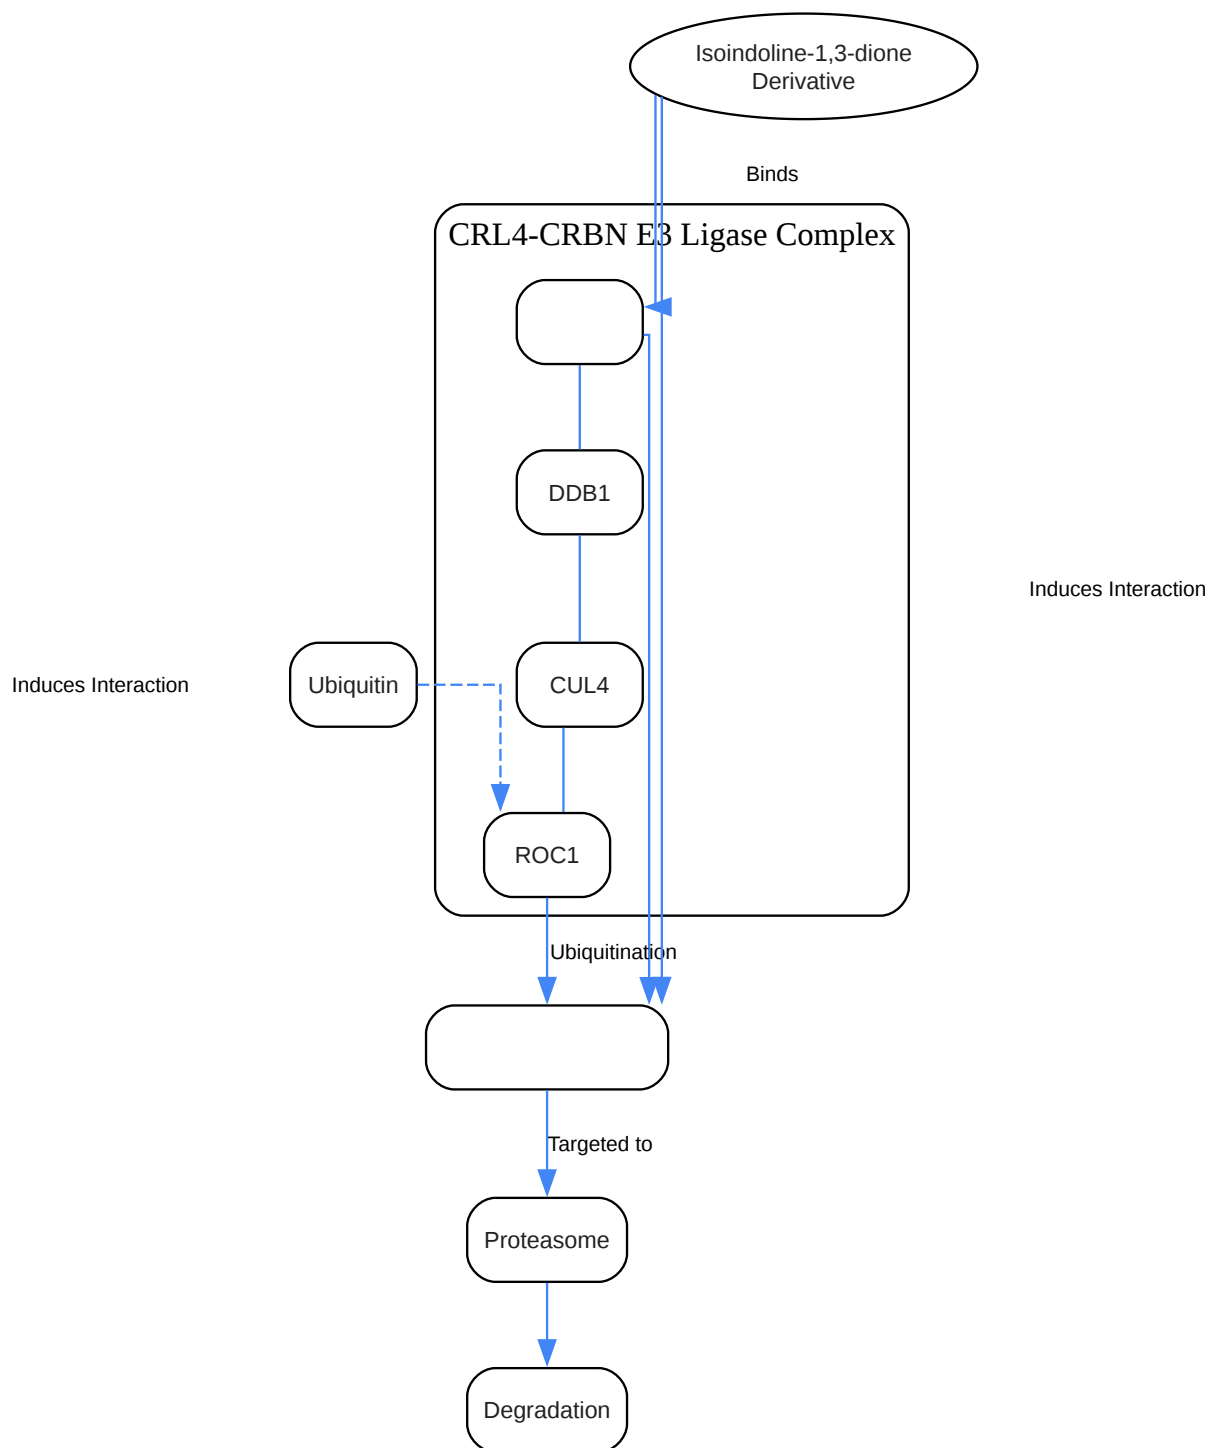 Isoindoline-1,3-dione
Derivative
Binds
CRL4-CRBN E3 Ligase Complex
DDB1
Induces Interaction
Induces Interaction
Ubiquitin
CUL4
ROC1
Ubiquitination
Targeted to
Proteasome
Degradation